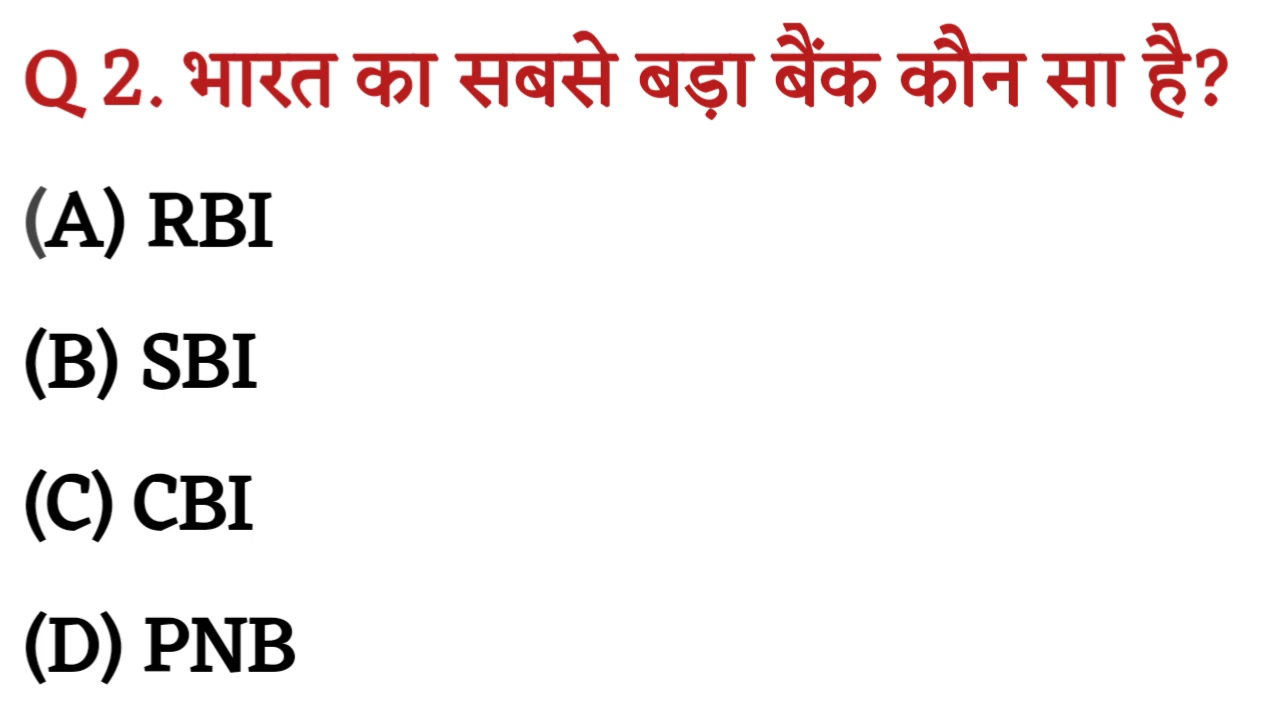 Q 2. भारत का सबसे बड़ा बैंक कौन सा है?
(A) RBI
(B) SBI
(C) CBI
(D) PNB